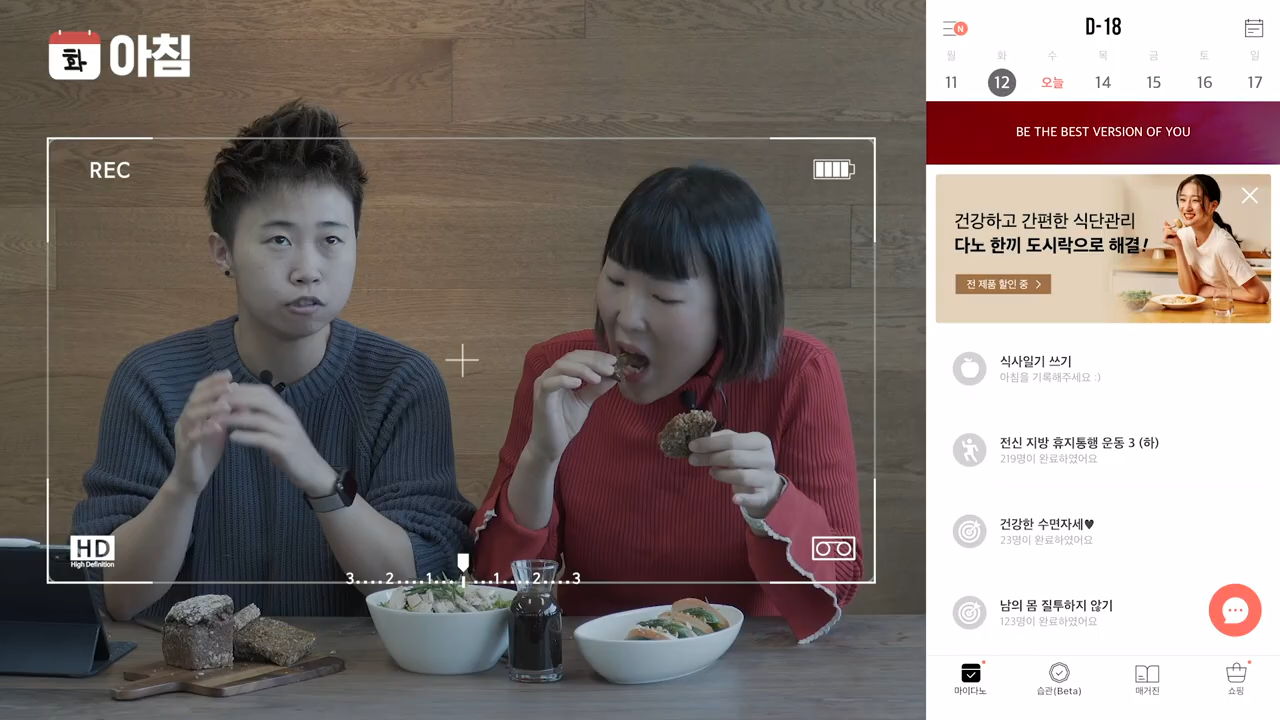 화 아침
REC
HD
High Definition
3....2....1....1....2....3
N
D-18
월 화 수 목 금 토 일
11 12 오늘 14 15 16 17
BE THE BEST VERSION OF YOU
건강하고 간편한 식단관리
다노 한끼 도시락으로 해결!
전 제품 할인 중 >
식사일기 쓰기
아침을 기록해주세요 :)
전신 지방 휴지통행 운동 3 (하)
219명이 완료하였어요
건강한 수면자세♥
23명이 완료하였어요
남의 몸 질투하지 않기
123명이 완료하였어요
마이다노 습관(Beta) 매거진 쇼핑